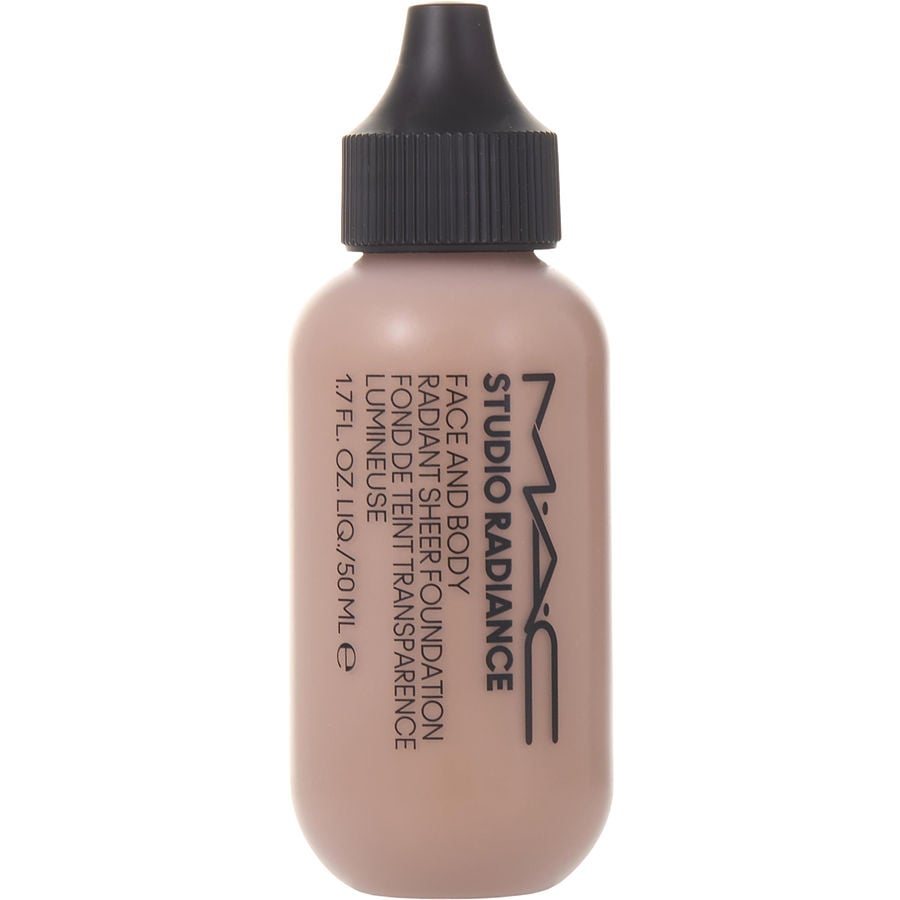 M·A·C
STUDIO RADIANCE
FACE AND BODY
RADIANT SHEER FOUNDATION
FOND DE TEINT TRANSPARENCE
LUMINEUSE
1.7 FL. OZ. LIQ./50 ML ℮